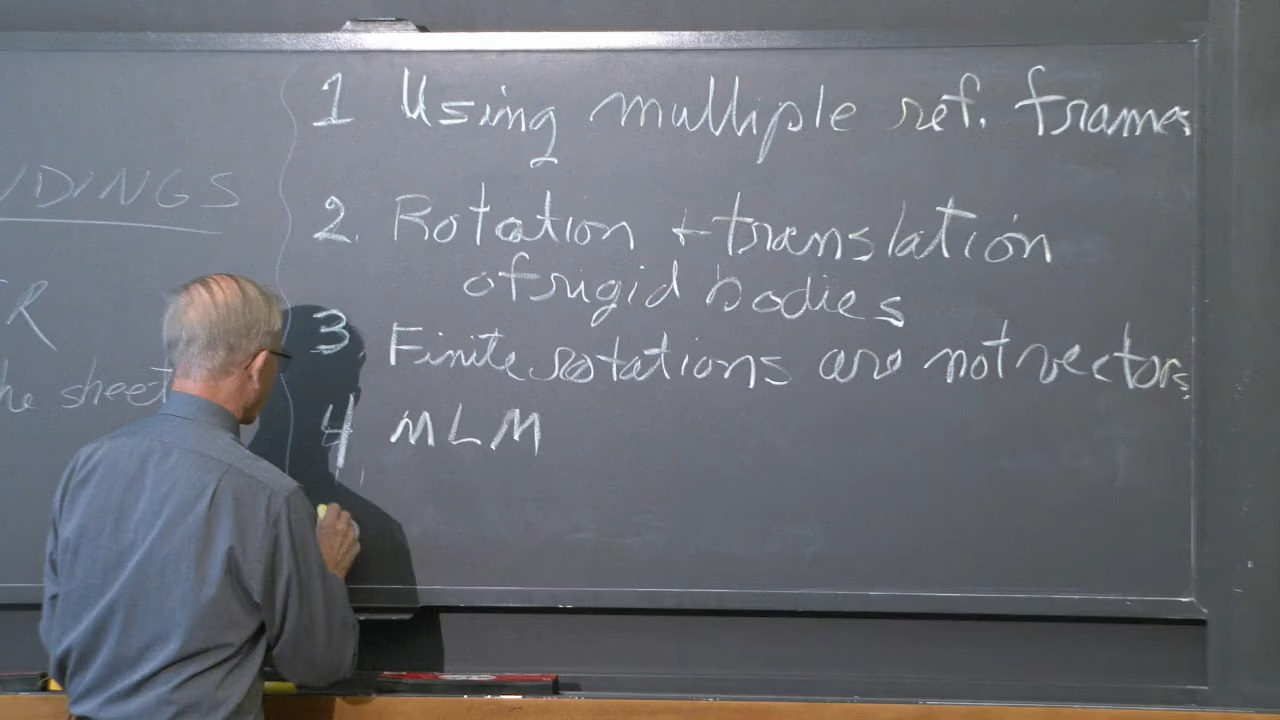 1 Using multiple ref. frames
2. Rotation + translation
of rigid bodies
3. Finite rotations are not vectors
4. MLM
IDINGS
R
he sheet